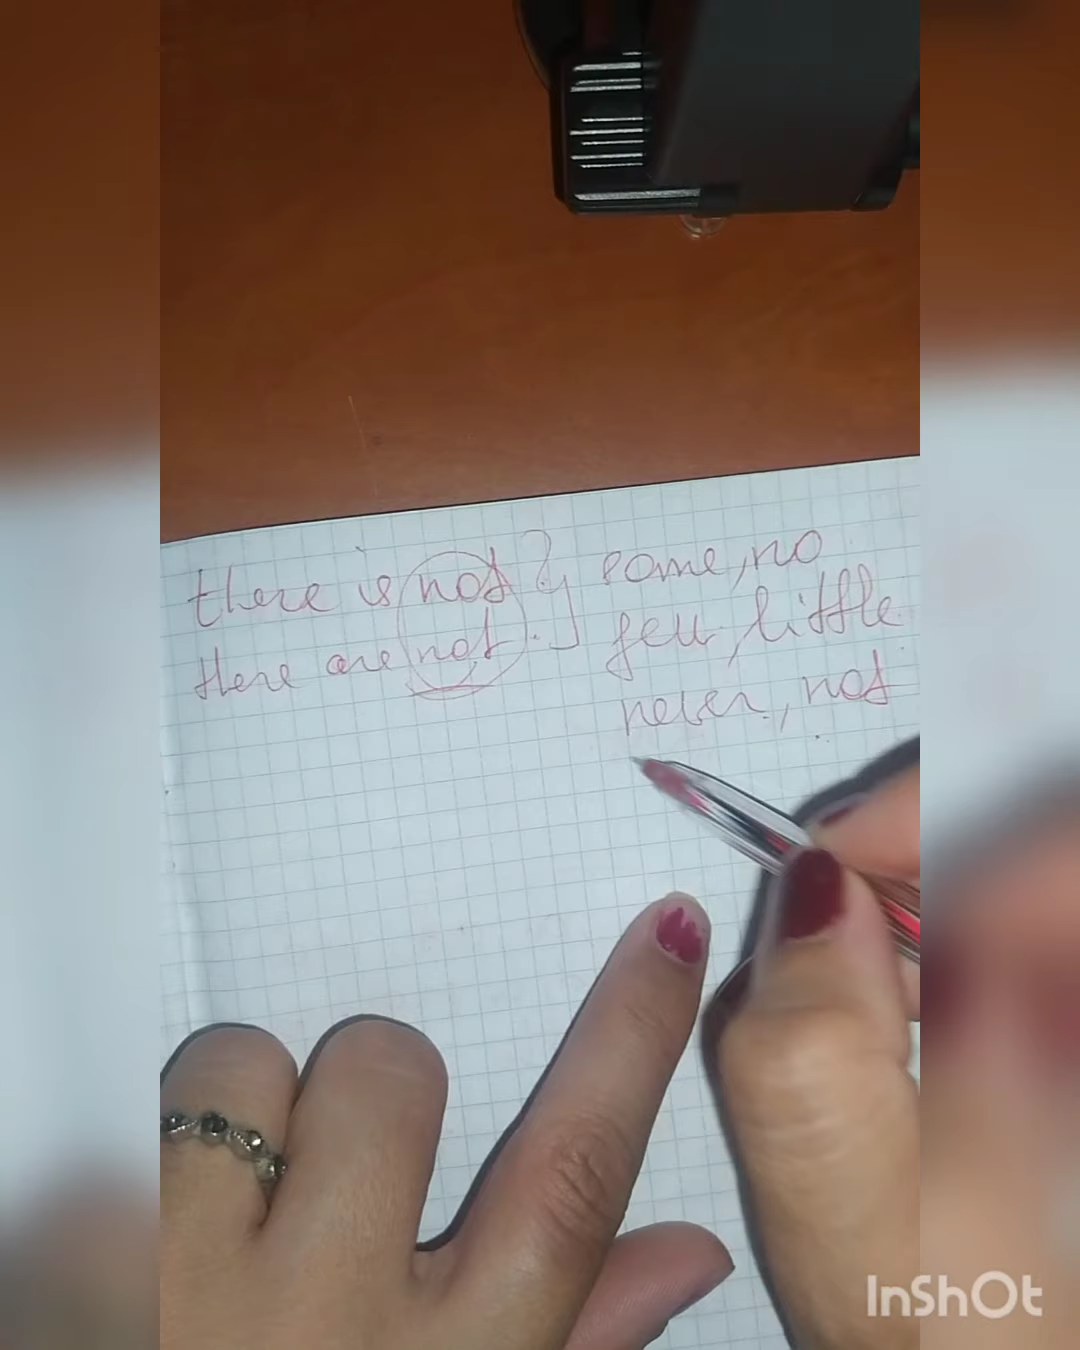 there is not } some, no
there are not. few, little
never, not
InShOt